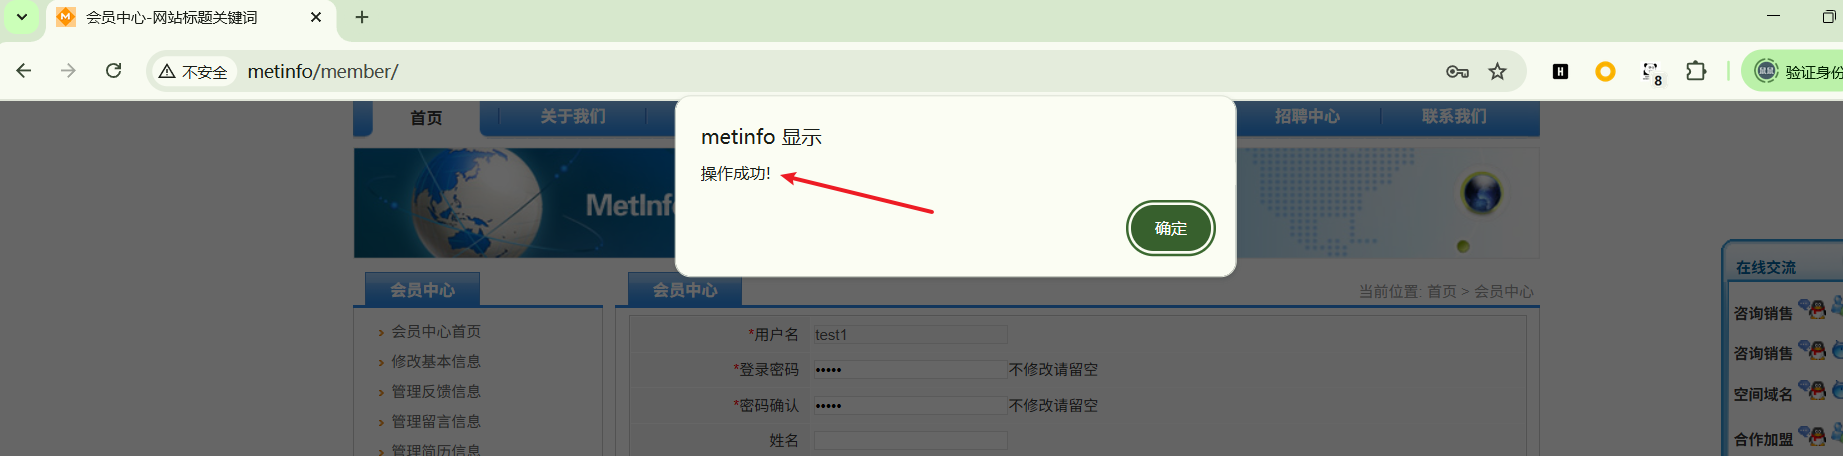 会员中心-网站标题关键词
不安全
metinfo/member/
8
验证身份
首页
关于我们
招聘中心
联系我们
metinfo 显示
操作成功!
确定
MetInf
在线交流
会员中心
会员中心
当前位置: 首页 > 会员中心
会员中心首页
修改基本信息
管理反馈信息
管理留言信息
管理简历信息
*用户名
test1
*登录密码
•••••
不修改请留空
*密码确认
•••••
不修改请留空
姓名
咨询销售
咨询销售
空间域名
合作加盟